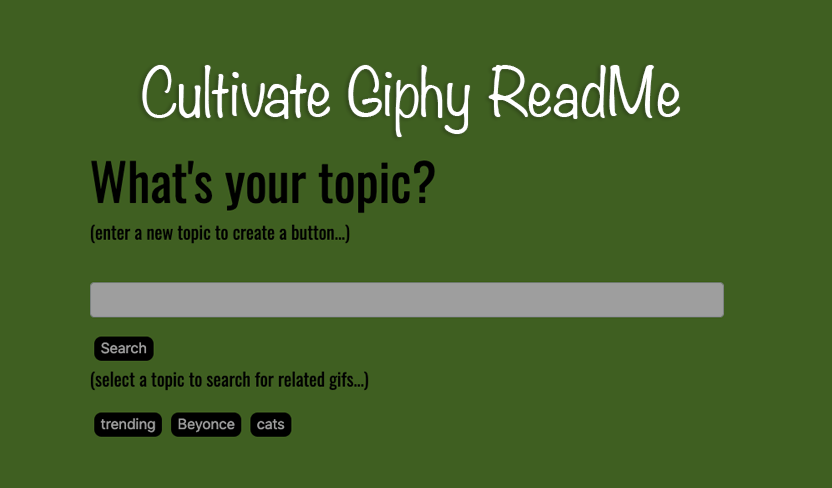 Cultivate Giphy ReadMe
What's your topic?
(enter a new topic to create a button...)
Search
(select a topic to search for related gifs...)
trending Beyonce cats